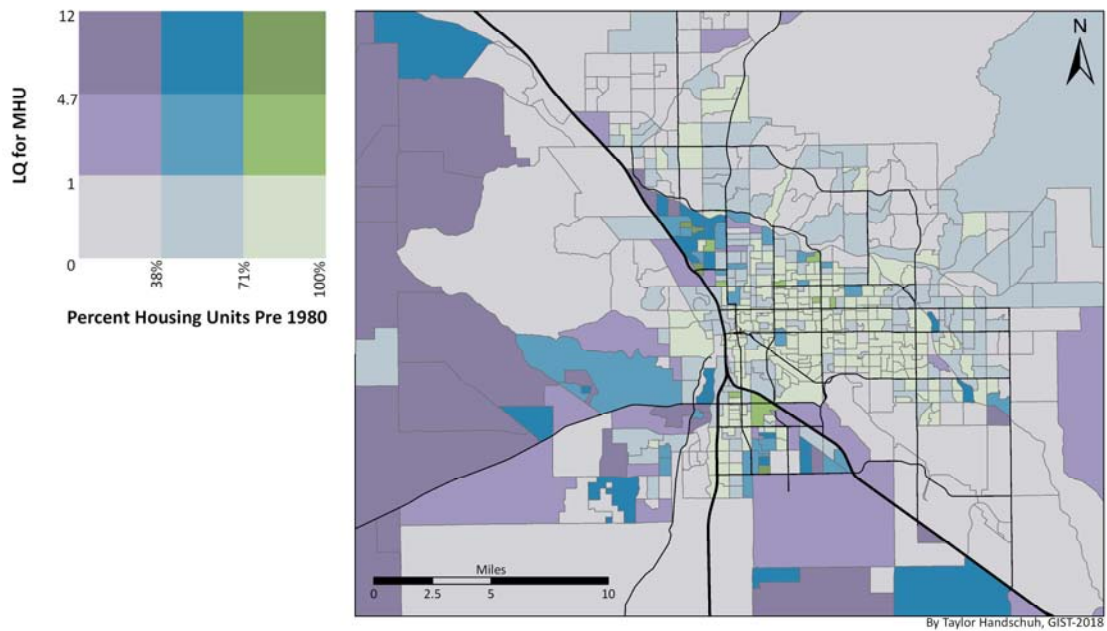 12
4.7
1
0
LQ for MHU
38%
71%
100%
Percent Housing Units Pre 1980
N
Miles
0 2.5 5 10
By Taylor Handschuh, GIST-2018